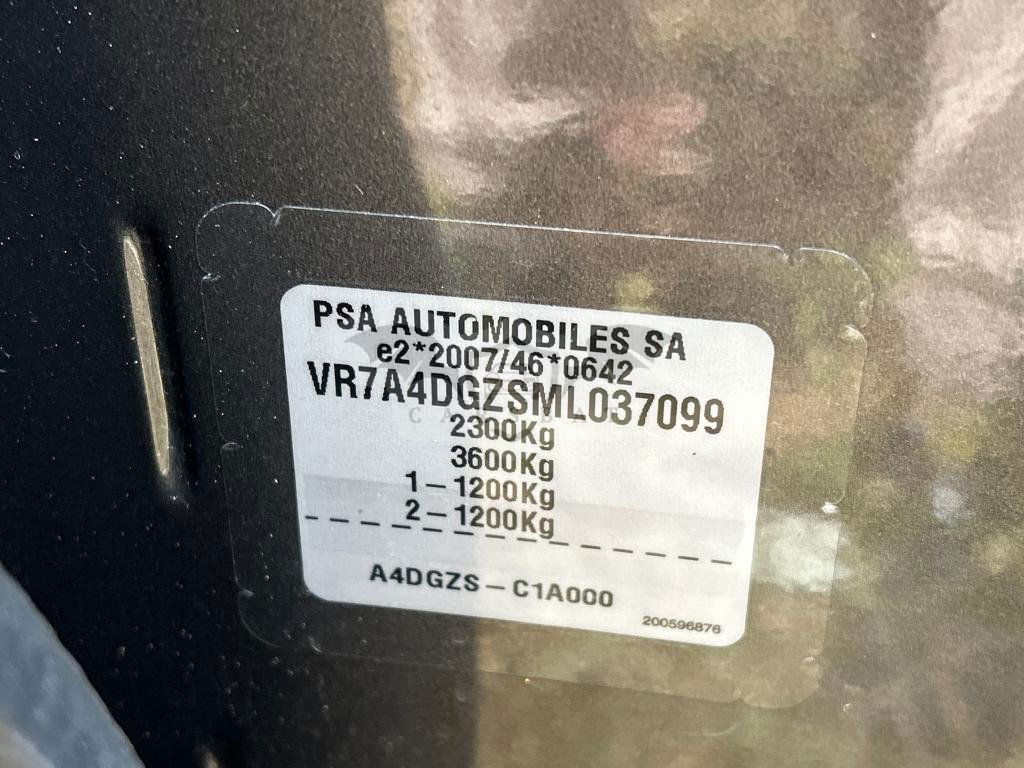 PSA AUTOMOBILES SA
e2*2007/46*0642
VR7A4DGZSML037099
2300Kg
3600Kg
1-1200Kg
2-1200Kg
A4DGZS-C1A000
200596876